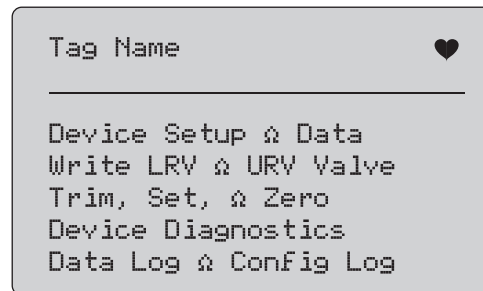 Tag Name ♥
Device Setup Ω Data
Write LRV Ω URV Valve
Trim, Set, Ω Zero
Device Diagnostics
Data Log Ω Config Log